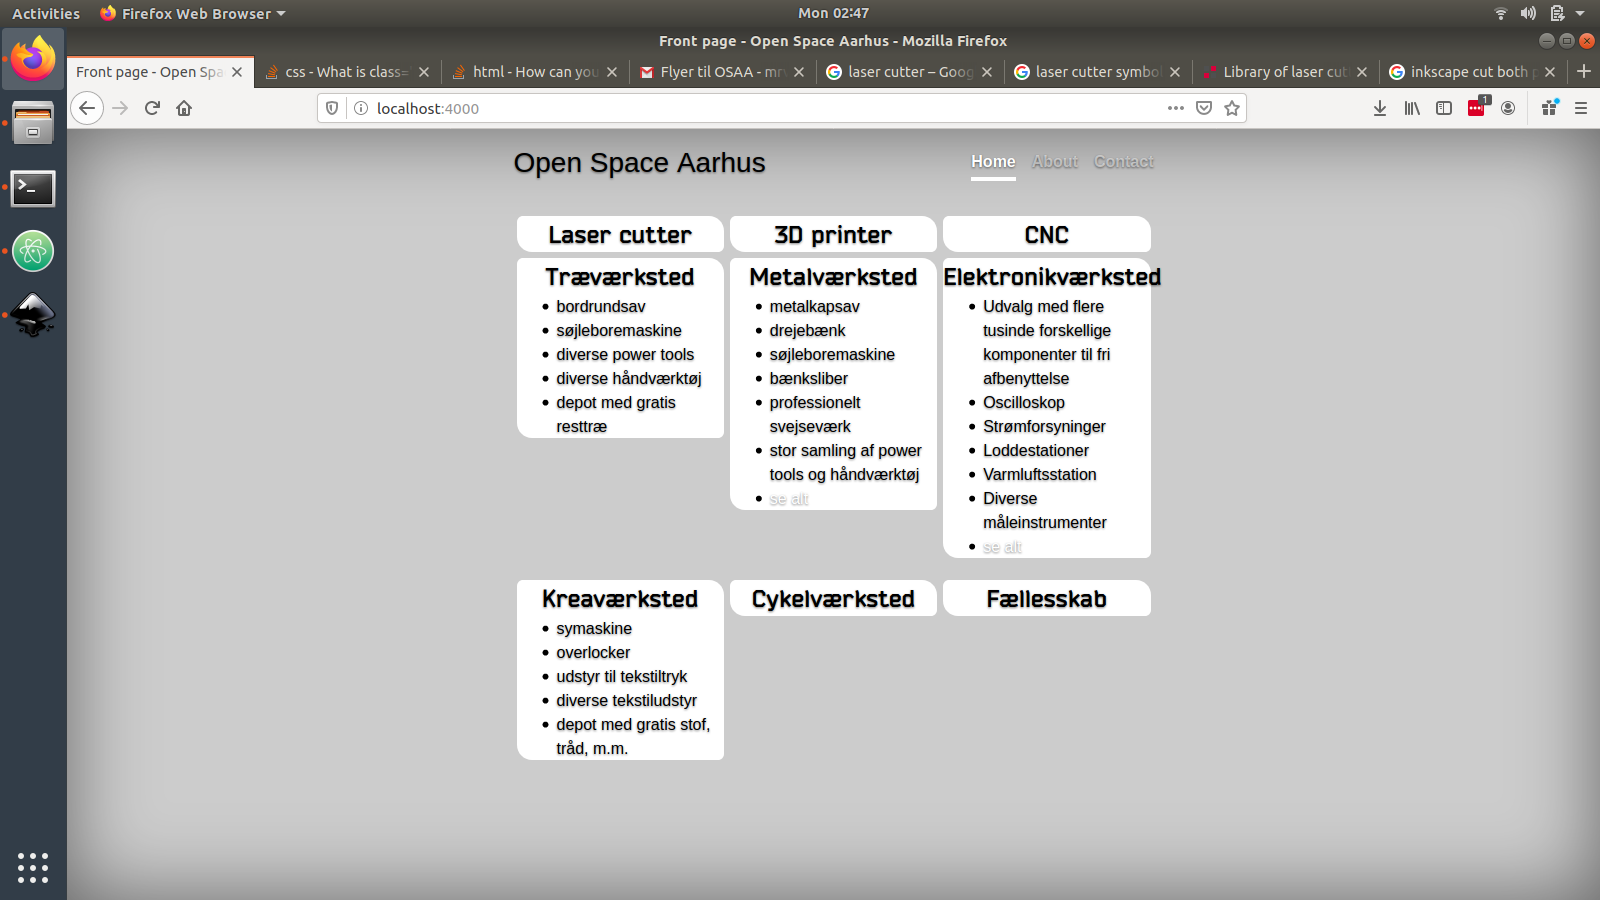 Activities Firefox Web Browser Mon 02:47
Front page - Open Space Aarhus - Mozilla Firefox
Front page - Open Spa css - What is class= html - How can you Flyer til OSAA - mrv laser cutter – Goog laser cutter symbo Library of laser cut inkscape cut both p
localhost:4000 1
Open Space Aarhus Home About Contact
Laser cutter 3D printer CNC
Træværksted
bordrundsav
søjleboremaskine
diverse power tools
diverse håndværktøj
depot med gratis
resttræ
Metalværksted
metalkapsav
drejebænk
søjleboremaskine
bænksliber
professionelt
svejseværk
stor samling af power
tools og håndværktøj
se alt
Elektronikværksted
Udvalg med flere
tusinde forskellige
komponenter til fri
afbenyttelse
Oscilloskop
Strømforsyninger
Loddestationer
Varmluftsstation
Diverse
måleinstrumenter
se alt
Kreaværksted
symaskine
overlocker
udstyr til tekstiltryk
diverse tekstiludstyr
depot med gratis stof,
tråd, m.m.
Cykelværksted
Fællesskab